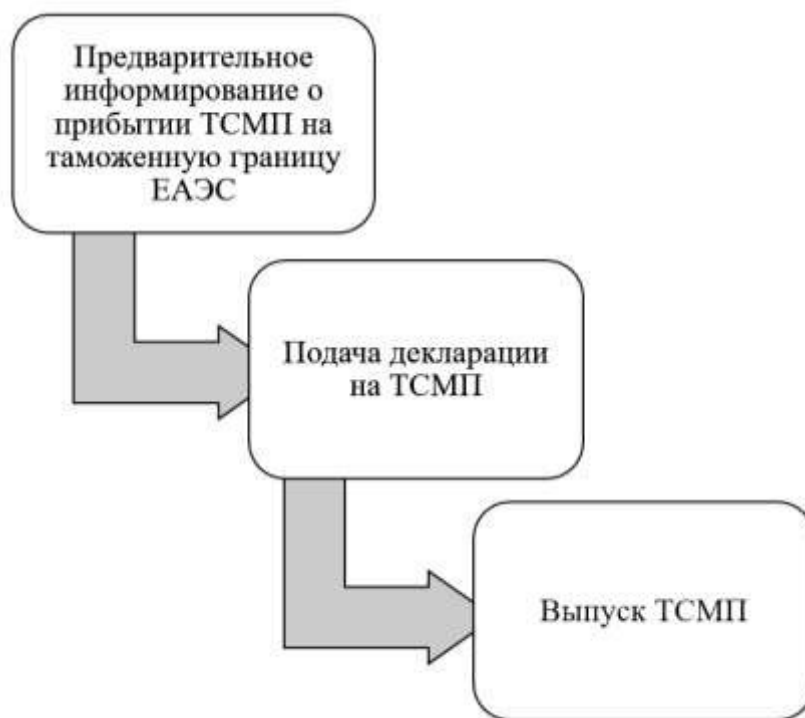 Предварительное
информирование о
прибытии ТСМП на
таможенную границу
ЕАЭС
Подача декларации
на ТСМП
Выпуск ТСМП